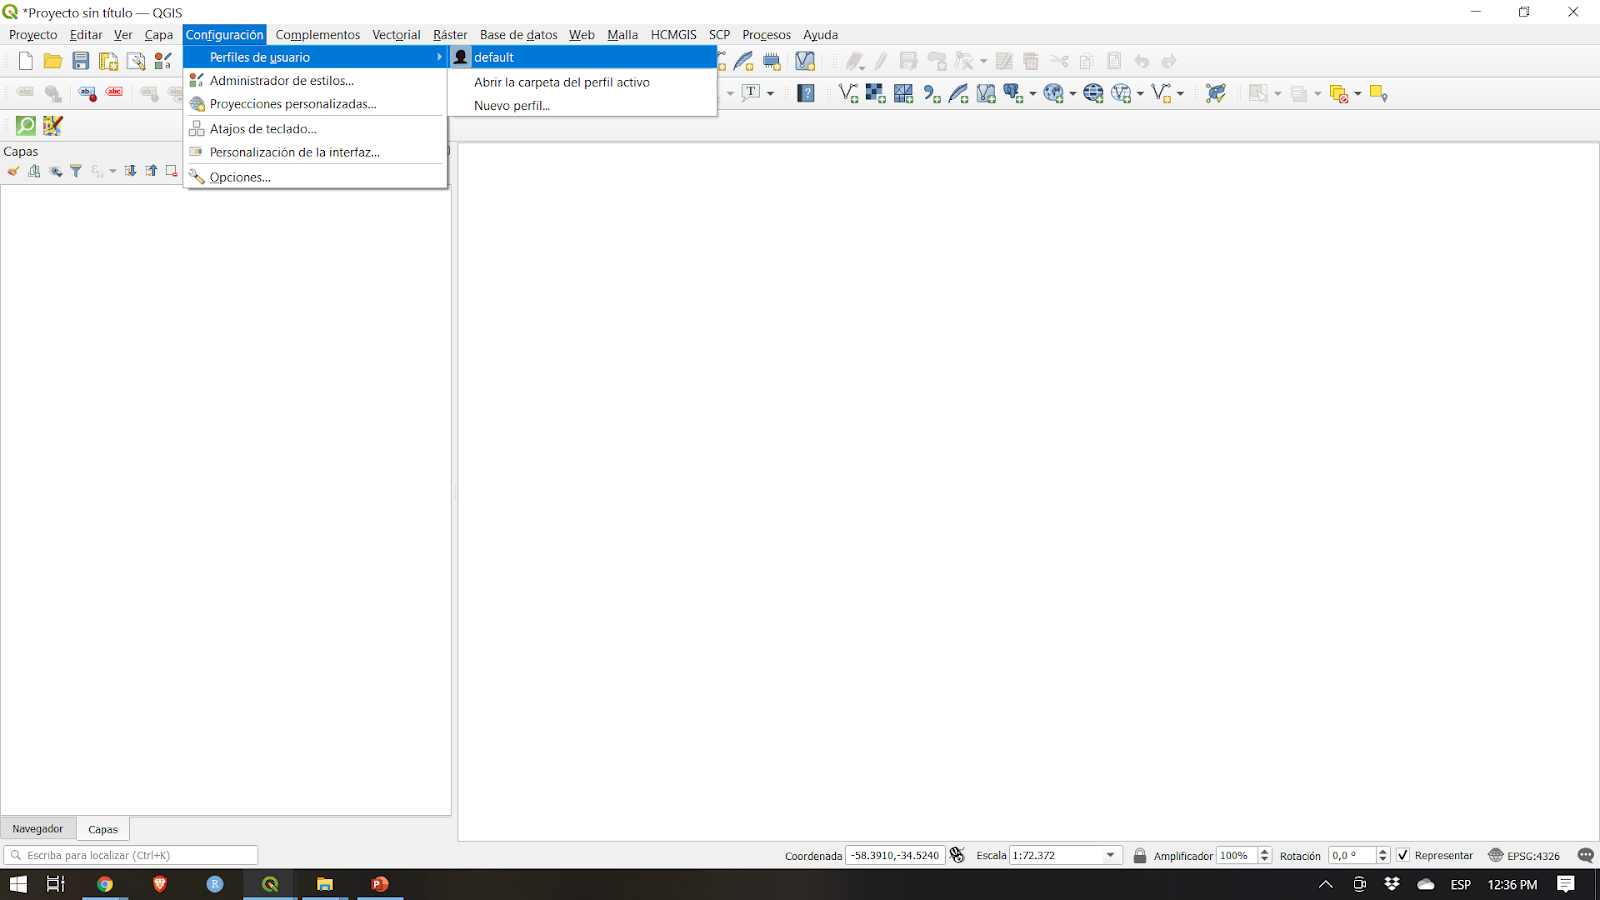 *Proyecto sin título — QGIS
Proyecto Editar Ver Capa Configuración Complementos Vectorial Ráster Base de datos Web Malla HCMGIS SCP Procesos Ayuda
Perfiles de usuario
Administrador de estilos...
Proyecciones personalizadas...
Atajos de teclado...
Personalización de la interfaz...
Opciones...
default
Abrir la carpeta del perfil activo
Nuevo perfil...
abc abc
T
?
Capas
Navegador Capas
Escriba para localizar (Ctrl+K)
Coordenada -58.3910,-34.5240 Escala 1:72.372 Amplificador 100% Rotación 0,0 ° Representar EPSG:4326
R P ESP 12:36 PM